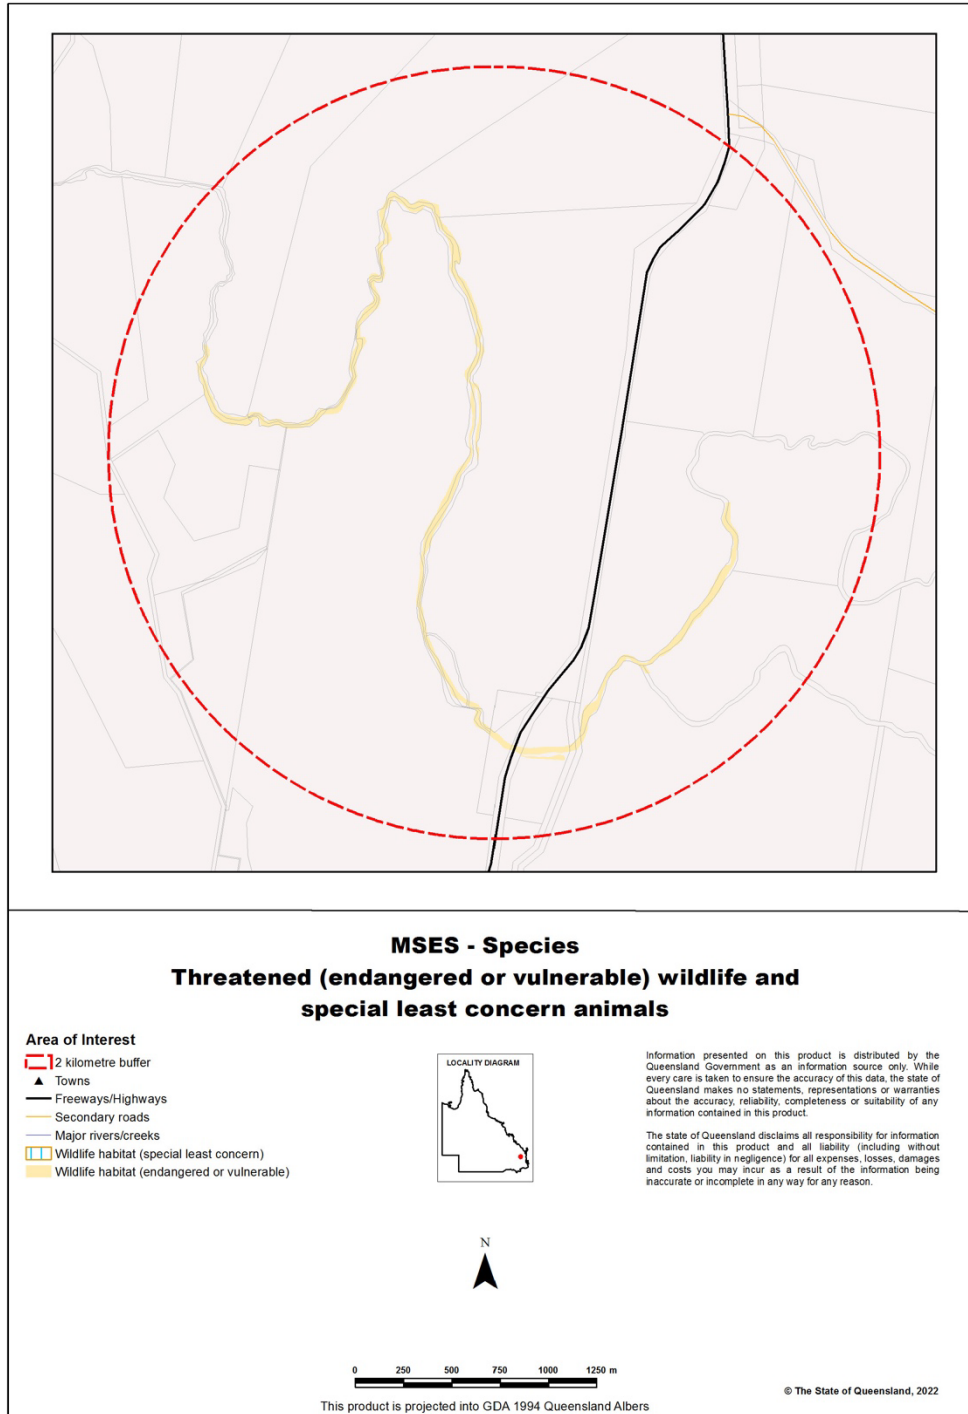 MSES - Species
Threatened (endangered or vulnerable) wildlife and
special least concern animals
Area of Interest
2 kilometre buffer
Towns
Freeways/Highways
Secondary roads
Major rivers/creeks
Wildlife habitat (special least concern)
Wildlife habitat (endangered or vulnerable)
LOCALITY DIAGRAM
Information presented on this product is distributed by the
Queensland Government as an information source only. While
every care is taken to ensure the accuracy of this data, the state of
Queensland makes no statements, representations or warranties
about the accuracy, reliability, completeness or suitability of any
information contained in this product.
The state of Queensland disclaims all responsibility for information
contained in this product and all liability (including without
limitation, liability in negligence) for all expenses, losses, damages
and costs you may incur as a result of the information being
inaccurate or incomplete in any way for any reason.
N
0 250 500 750 1000 1250 m
This product is projected into GDA 1994 Queensland Albers
© The State of Queensland, 2022